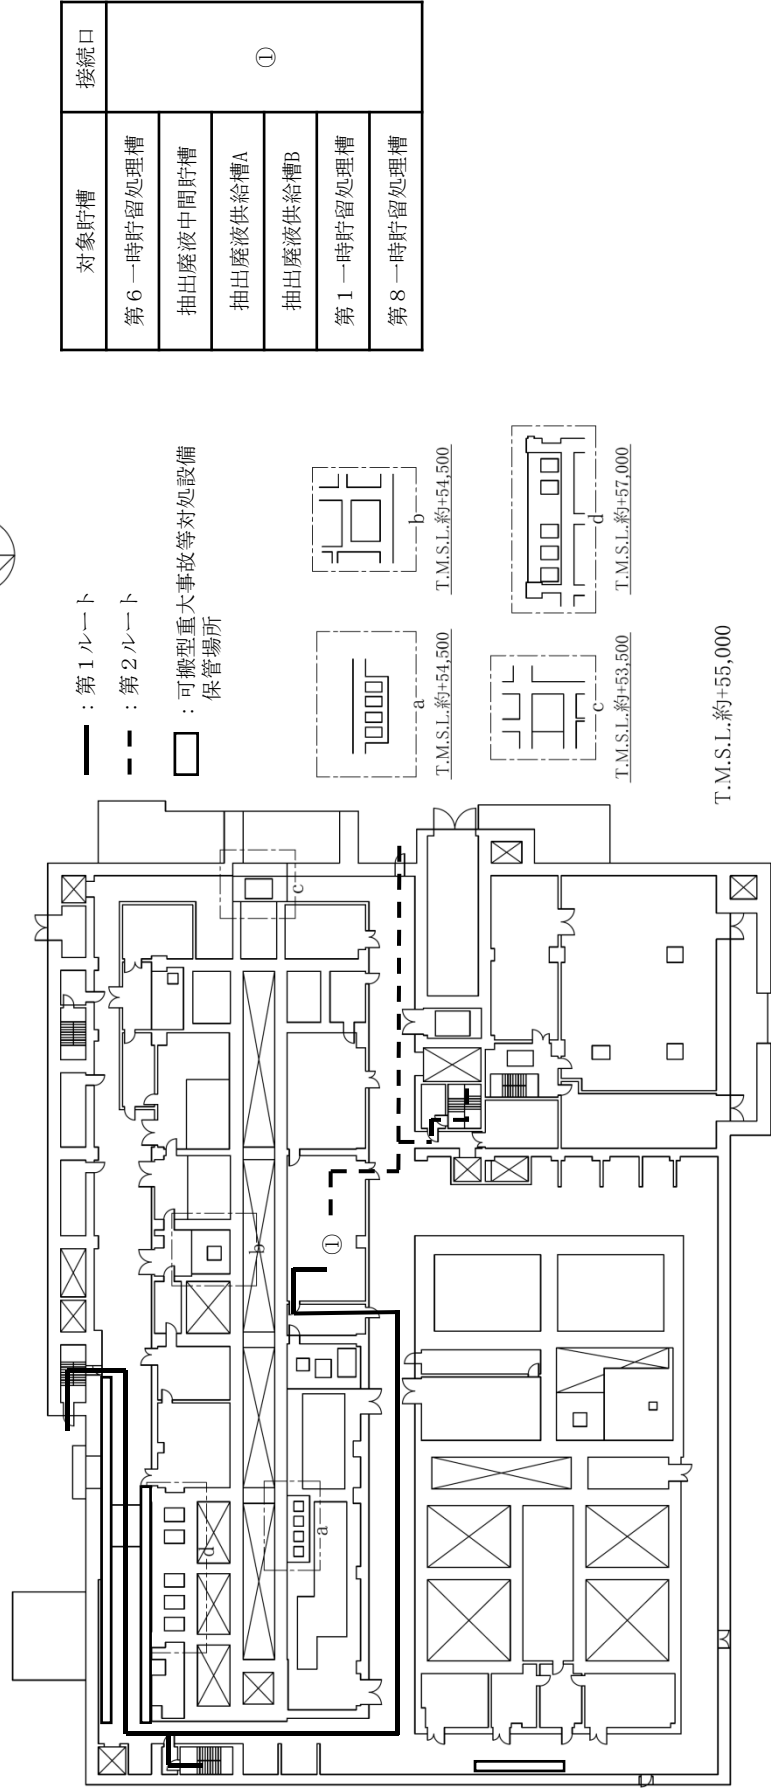 対象貯槽
接続口
第６一時貯留処理槽
①
抽出廃液中間貯槽
抽出廃液供給槽A
抽出廃液供給槽B
第１一時貯留処理槽
第８一時貯留処理槽
：第１ルート
：第２ルート
：可搬型重大事故等対処設備
保管場所
a
T.M.S.L.約+54,500
b
T.M.S.L.約+54,500
c
T.M.S.L.約+53,500
d
T.M.S.L.約+57,000
T.M.S.L.約+55,000
c
b
①
a
d